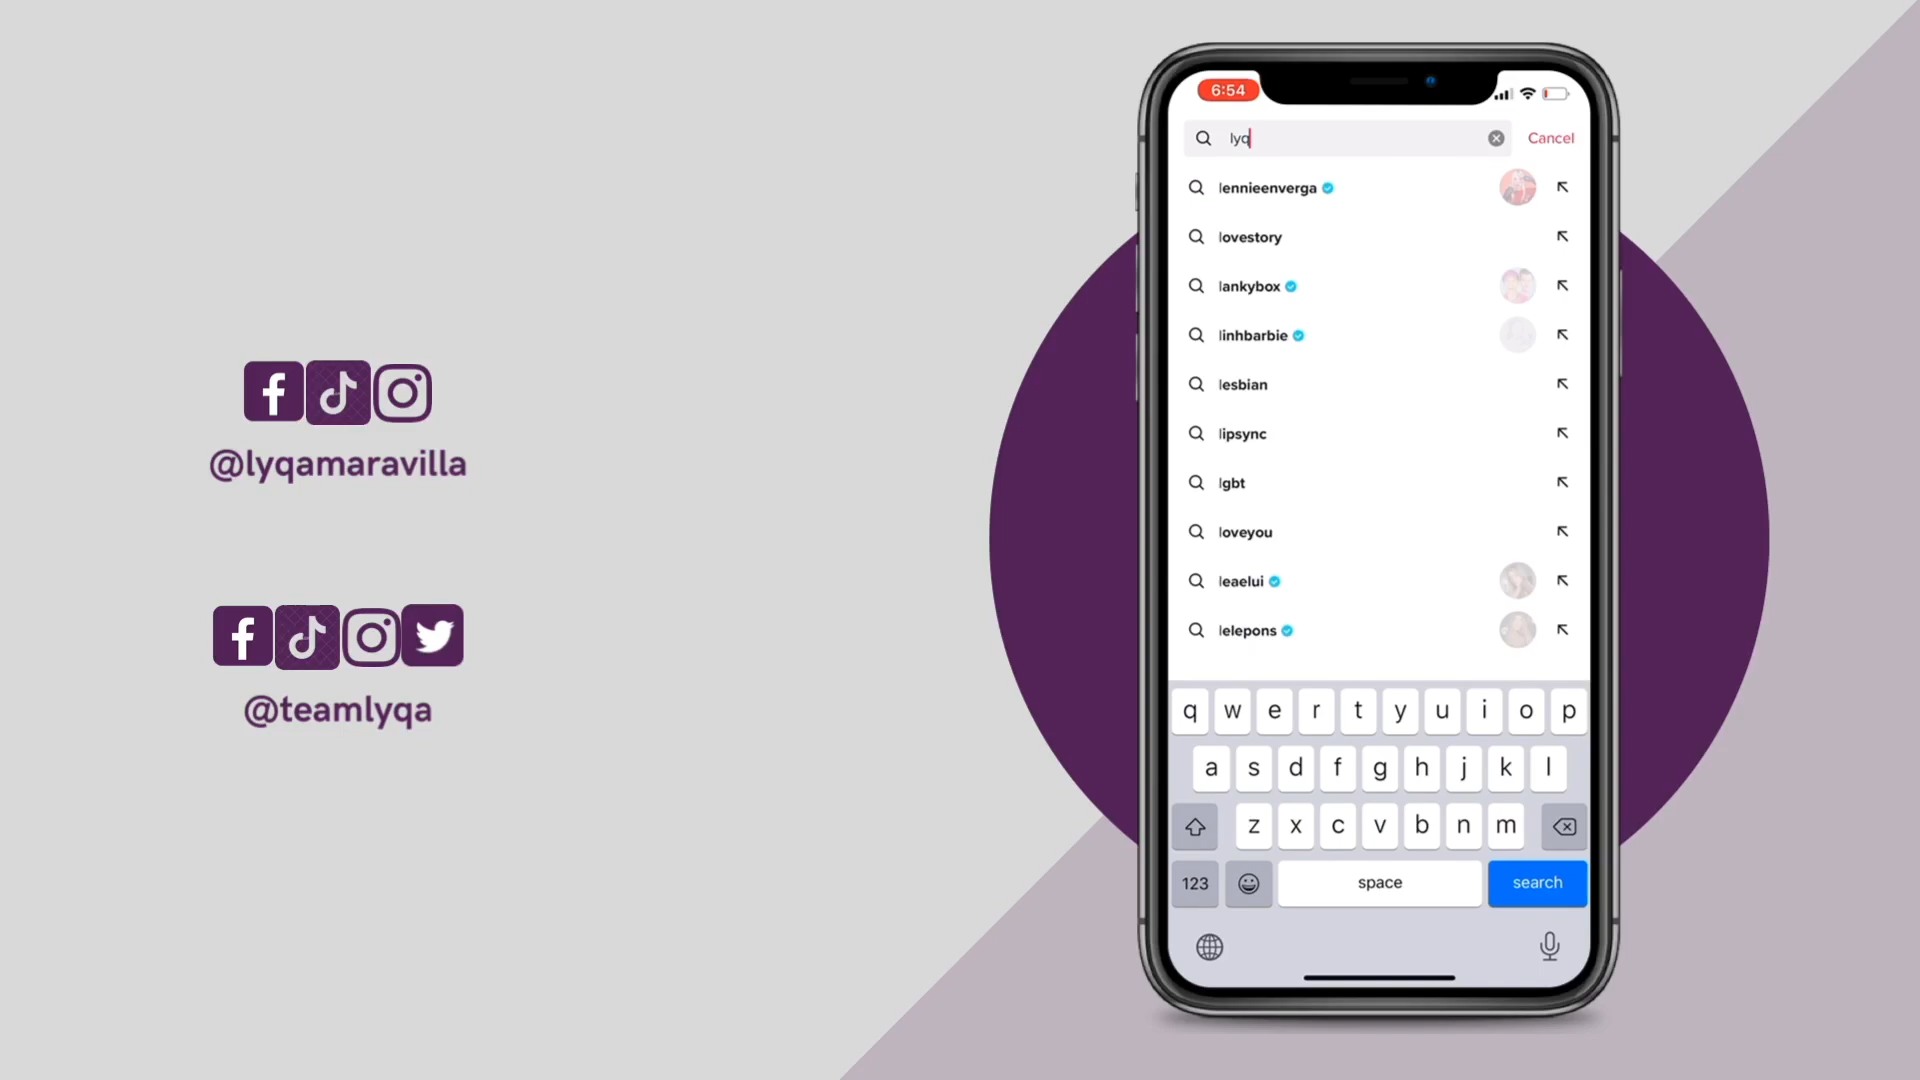 @lyqamaravilla
@teamlyqa
6:54
lyq
Cancel
lennieenverga
lovestory
lankybox
linhbarbie
lesbian
lipsync
lgbt
loveyou
leaelui
lelepons
q w e r t y u i o p
a s d f g h j k l
z x c v b n m
123 space search